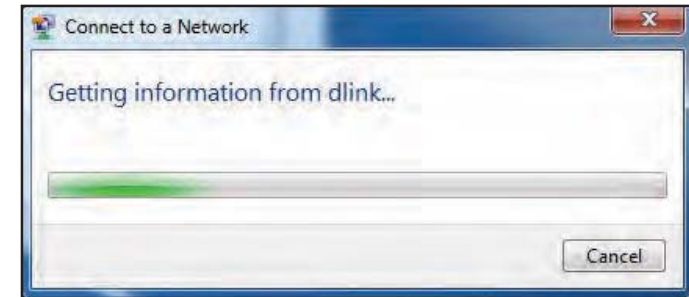 Connect to a Network
Getting information from dlink...
Cancel